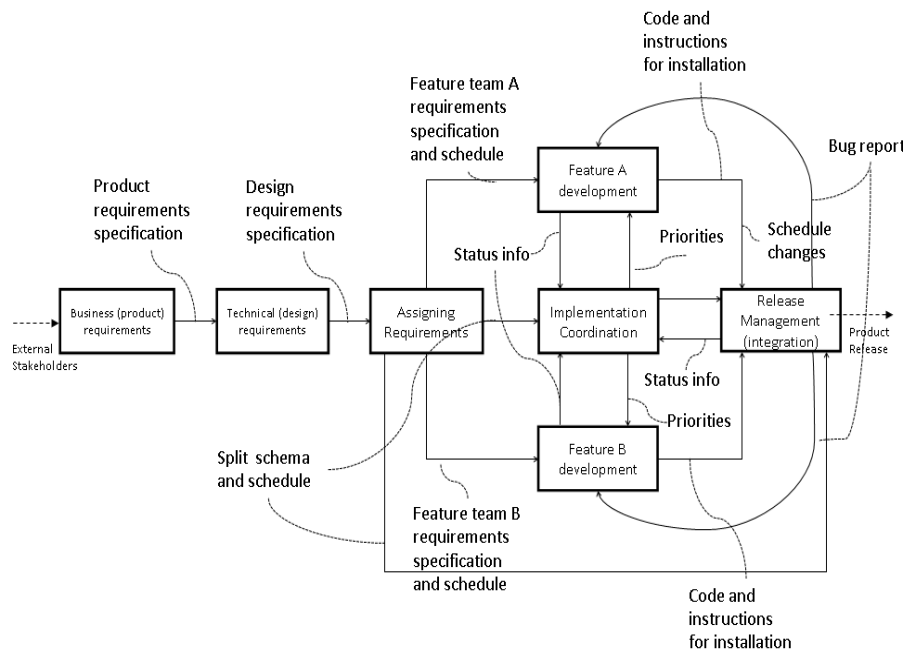 Code and
instructions
for installation
Feature team A
requirements
specification
and schedule
Bug report
Feature A
development
Product
requirements
specification
Design
requirements
specification
Status info
Priorities
Schedule
changes
Business (product)
requirements
Technical (design)
requirements
Assigning
Requirements
Implementation
Coordination
Release
Management
(integration)
External
Stakeholders
Product
Release
Status info
Priorities
Split schema
and schedule
Feature B
development
Feature team B
requirements
specification
and schedule
Code and
instructions
for installation